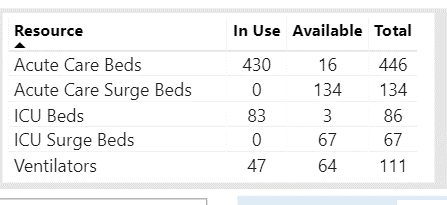 Resource In Use Available Total
Acute Care Beds 430 16 446
Acute Care Surge Beds 0 134 134
ICU Beds 83 3 86
ICU Surge Beds 0 67 67
Ventilators 47 64 111